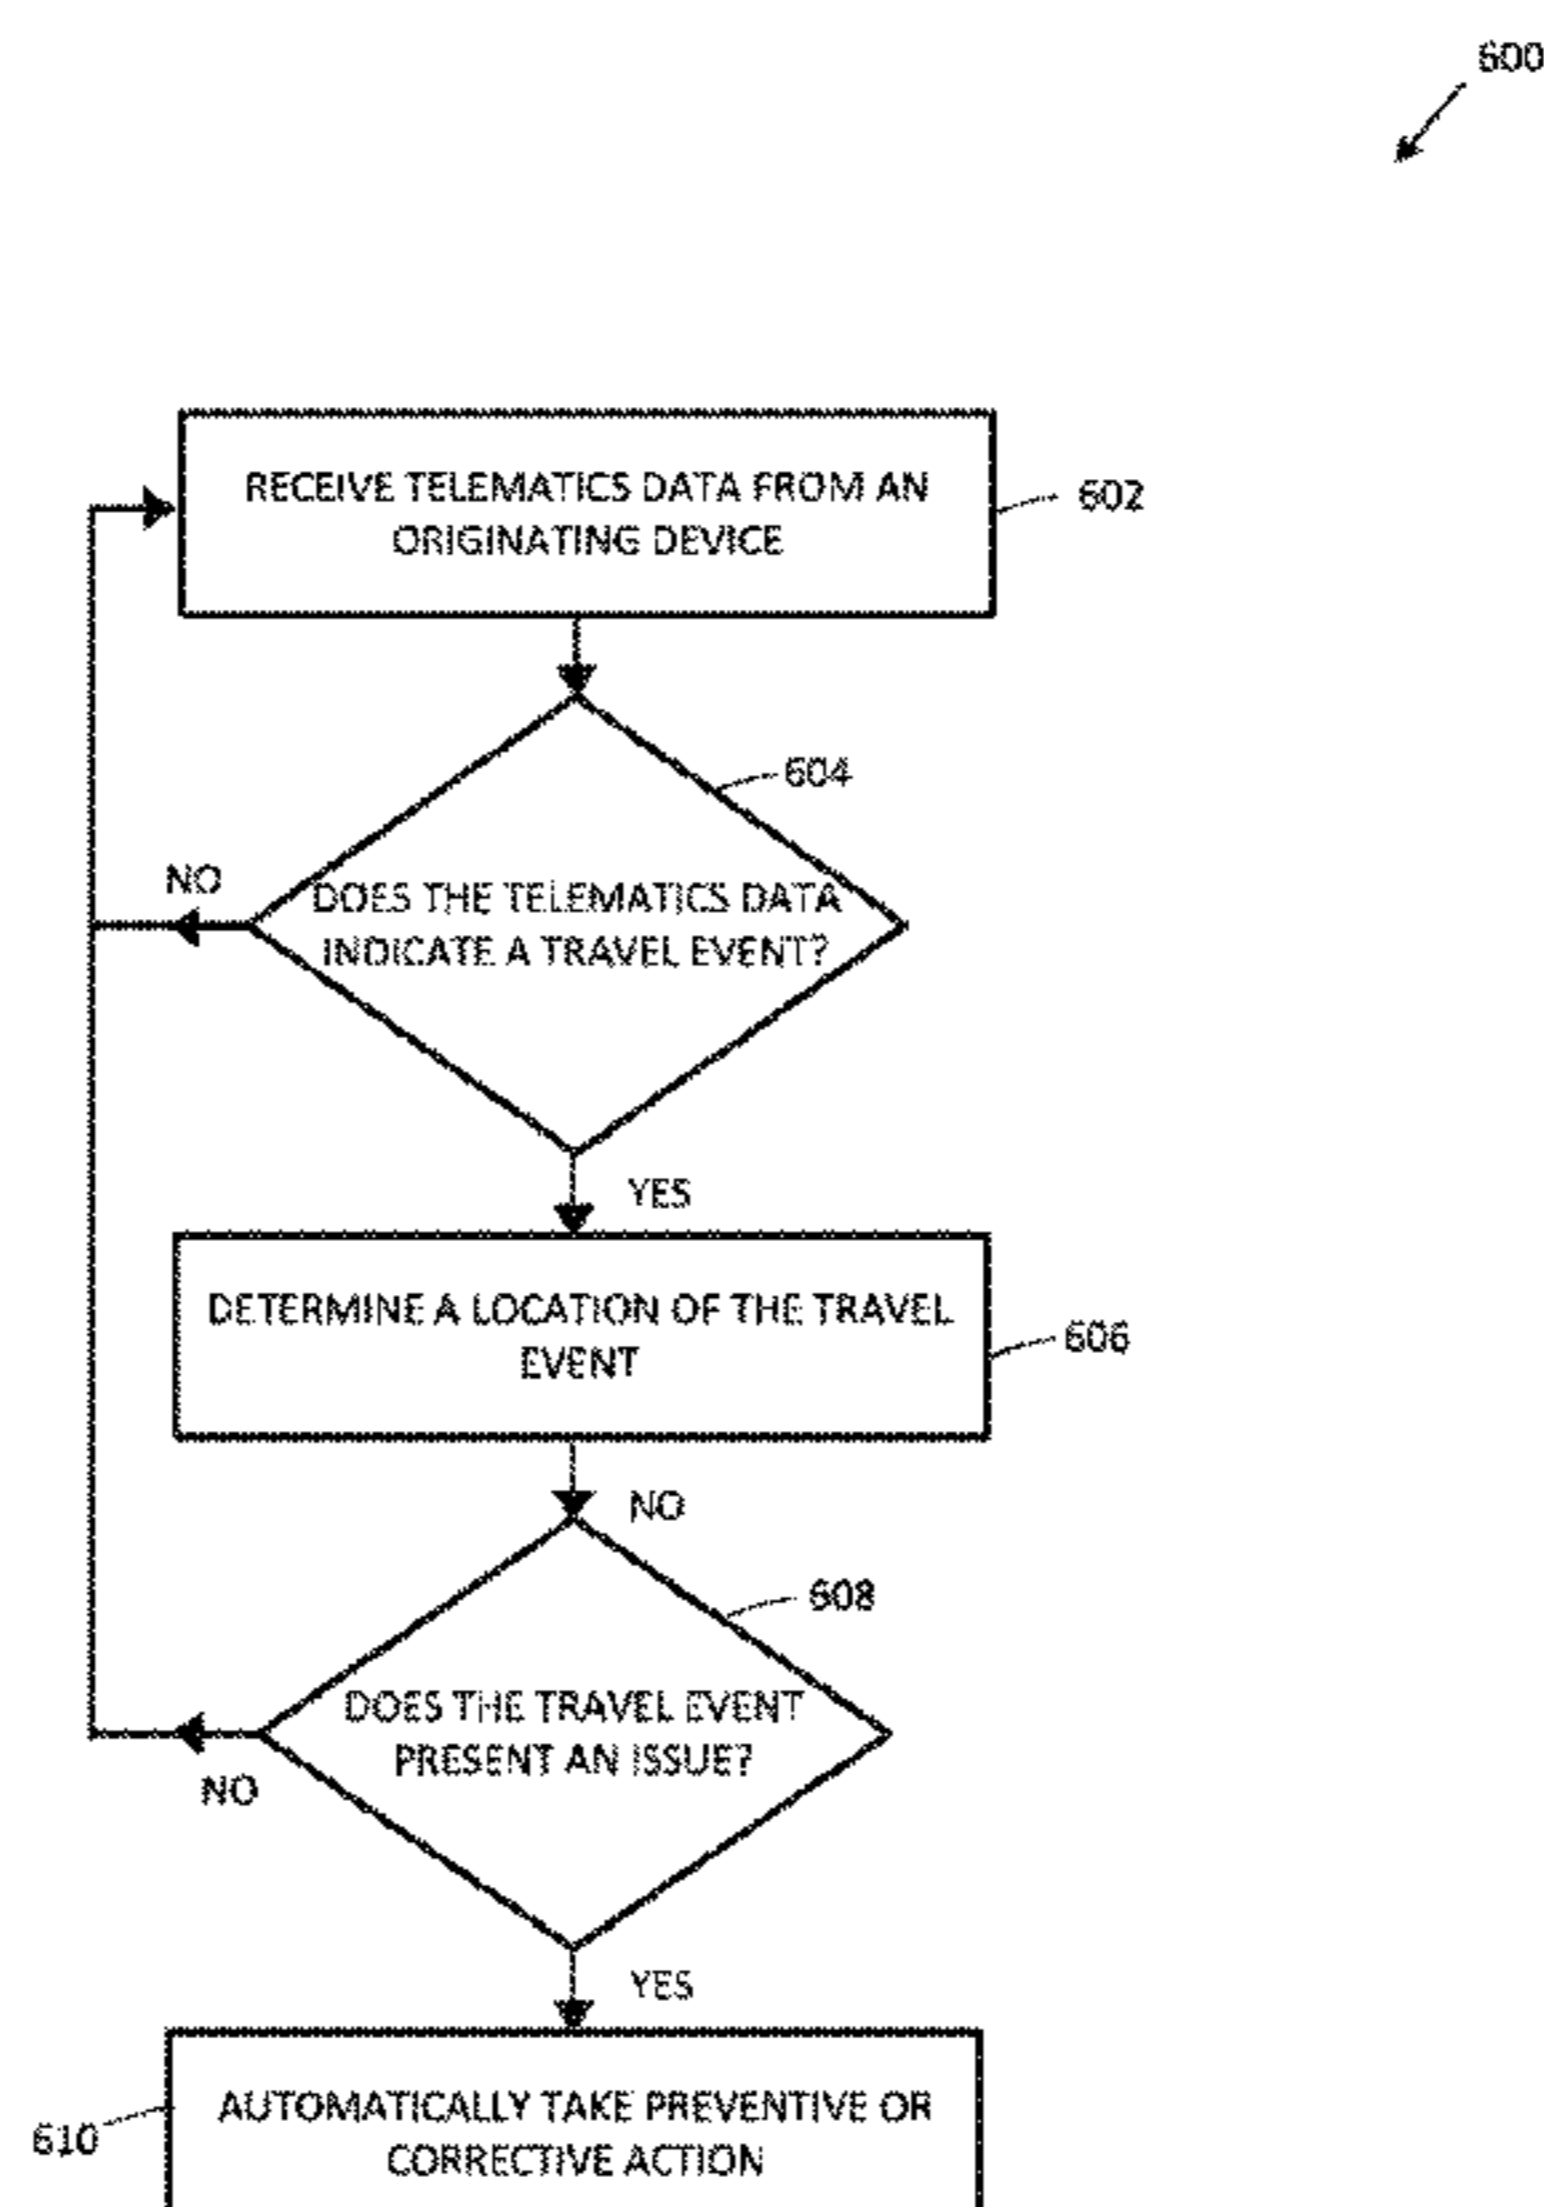 600
RECEIVE TELEMATICS DATA FROM AN
ORIGINATING DEVICE
602
604
NO
DOES THE TELEMATICS DATA
INDICATE A TRAVEL EVENT?
YES
DETERMINE A LOCATION OF THE TRAVEL
EVENT
606
NO
608
DOES THE TRAVEL EVENT
PRESENT AN ISSUE?
NO
YES
AUTOMATICALLY TAKE PREVENTIVE OR
CORRECTIVE ACTION
610